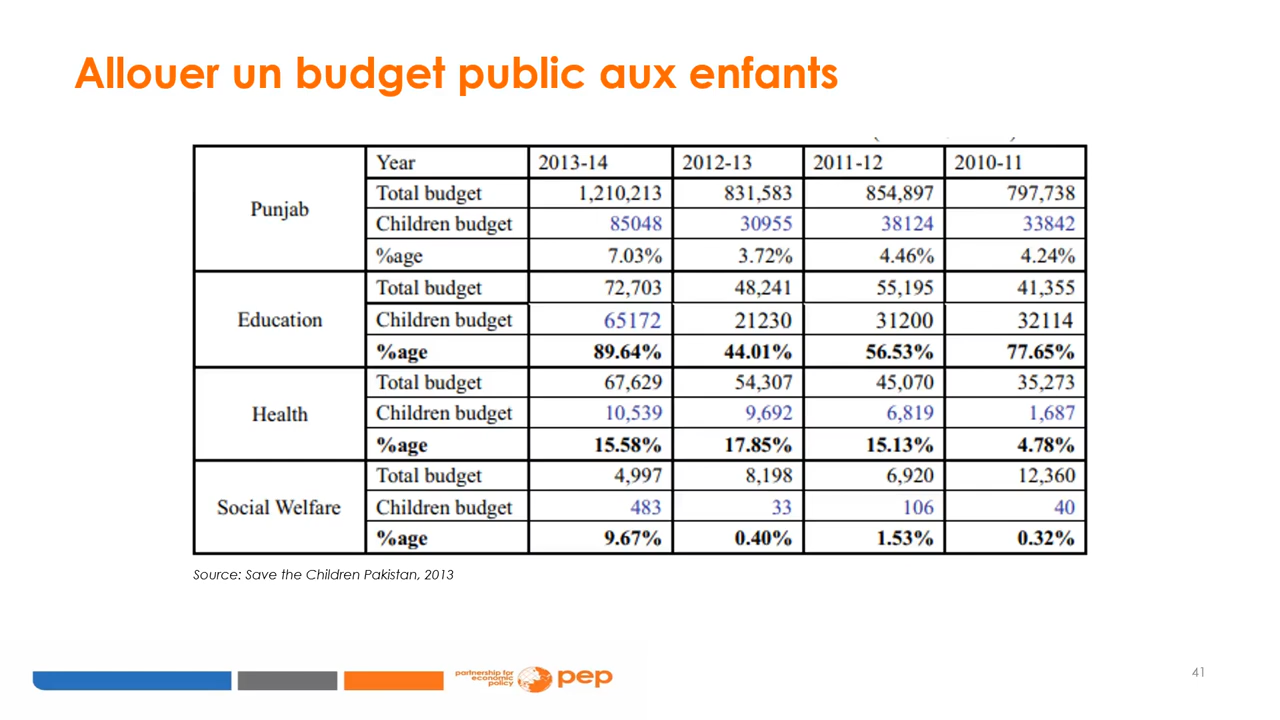 Allouer un budget public aux enfants
Punjab
Year 2013-14 2012-13 2011-12 2010-11
Total budget 1,210,213 831,583 854,897 797,738
Children budget 85048 30955 38124 33842
%age 7.03% 3.72% 4.46% 4.24%
Education
Total budget 72,703 48,241 55,195 41,355
Children budget 65172 21230 31200 32114
%age 89.64% 44.01% 56.53% 77.65%
Health
Total budget 67,629 54,307 45,070 35,273
Children budget 10,539 9,692 6,819 1,687
%age 15.58% 17.85% 15.13% 4.78%
Social Welfare
Total budget 4,997 8,198 6,920 12,360
Children budget 483 33 106 40
%age 9.67% 0.40% 1.53% 0.32%
Source: Save the Children Pakistan, 2013
partnership for
economic
policy
pep
41